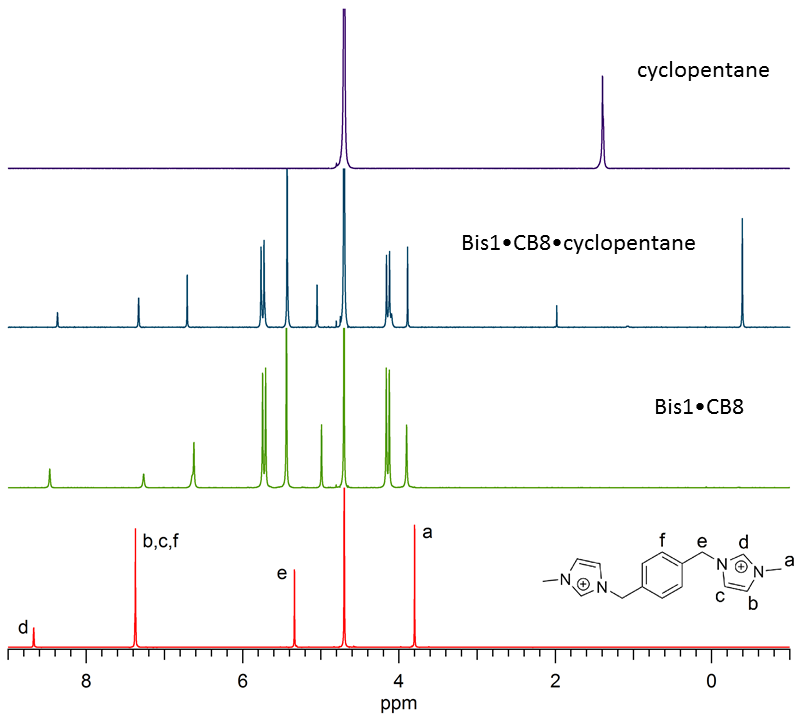 cyclopentane
Bis1•CB8•cyclopentane
Bis1•CB8
b,c,f
a
e
d
f
e
d
a
N
N
N
N
c
b
8
6
4
2
0
ppm